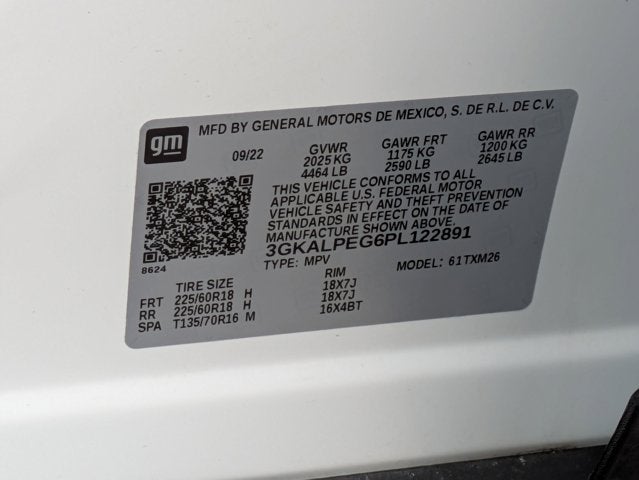 gm
MFD BY GENERAL MOTORS DE MEXICO, S. DE R.L. DE C.V.
09/22 GVWR GAWR FRT GAWR RR
2025 KG 1175 KG 1200 KG
4464 LB 2590 LB 2645 LB
THIS VEHICLE CONFORMS TO ALL
APPLICABLE U.S. FEDERAL MOTOR
VEHICLE SAFETY AND THEFT PREVENTION
STANDARDS IN EFFECT ON THE DATE OF
MANUFACTURE SHOWN ABOVE.
3GKALPEG6PL122891
8624
TYPE: MPV MODEL: 61TXM26
TIRE SIZE RIM
FRT 225/60R18 H 18X7J
RR 225/60R18 H 18X7J
SPA T135/70R16 M 16X4BT